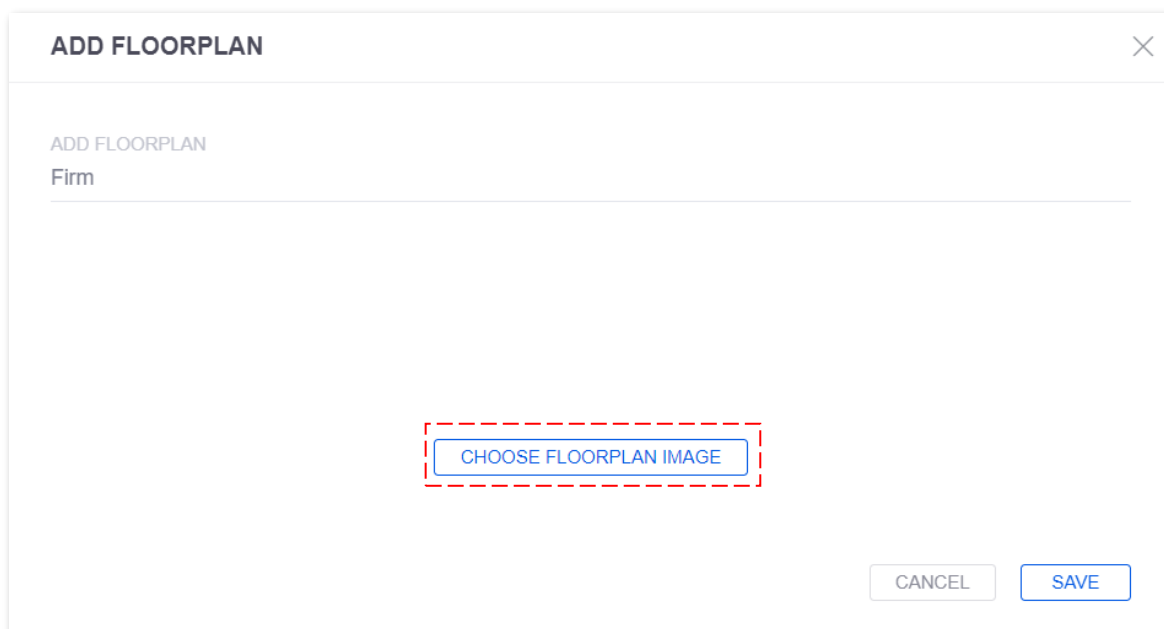 ADD FLOORPLAN
ADD FLOORPLAN
Firm
CHOOSE FLOORPLAN IMAGE
CANCEL SAVE